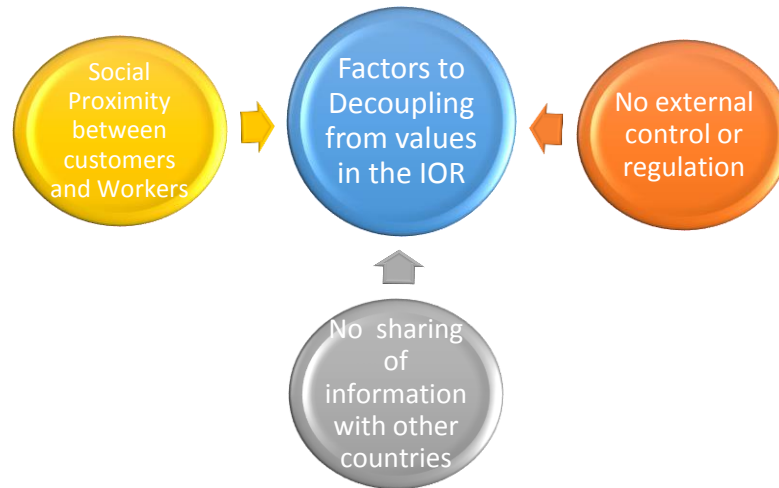 Social
Proximity
between
customers
and Workers
Factors to
Decoupling
from values
in the IOR
No external
control or
regulation
No sharing
of
information
with other
countries